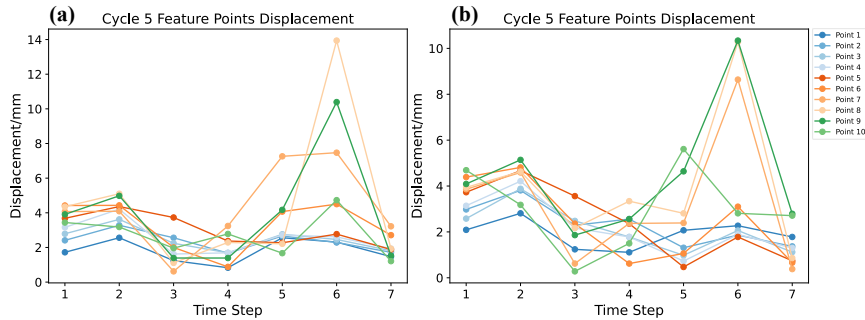 (a) Cycle 5 Feature Points Displacement
14
12
10
8
6
4
2
0
Displacement/mm
1 2 3 4 5 6 7
Time Step
(b) Cycle 5 Feature Points Displacement
10
8
6
4
2
0
Displacement/mm
1 2 3 4 5 6 7
Time Step
Point 1
Point 2
Point 3
Point 4
Point 5
Point 6
Point 7
Point 8
Point 9
Point 10